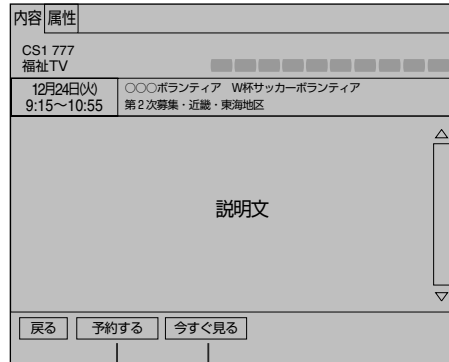 内容 属性
CS1 777
福祉TV
12月24日(火) ○○○ボランティア W杯サッカーボランティア
9:15～10:55 第2次募集・近畿・東海地区
説明文
戻る 予約する 今すぐ見る